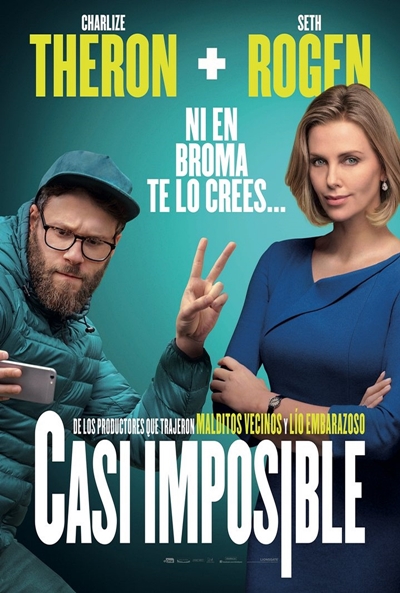 CHARLIZE
THERON
+
SETH
ROGEN
NI EN
BROMA
TE LO CREES...
DE LOS PRODUCTORES QUE TRAJERON MALDITOS VECINOS Y LÍO EMBARAZOSO
CASI IMPOSIBLE